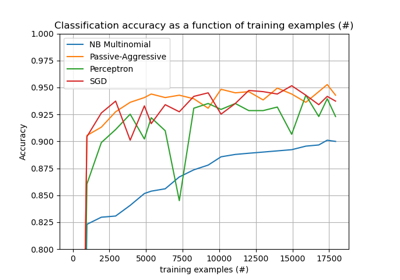 Classification accuracy as a function of training examples (#)
1.000
0.975
0.950
0.925
0.900
0.875
0.850
0.825
0.800
Accuracy
NB Multinomial
Passive-Aggressive
Perceptron
SGD
0 2500 5000 7500 10000 12500 15000 17500
training examples (#)